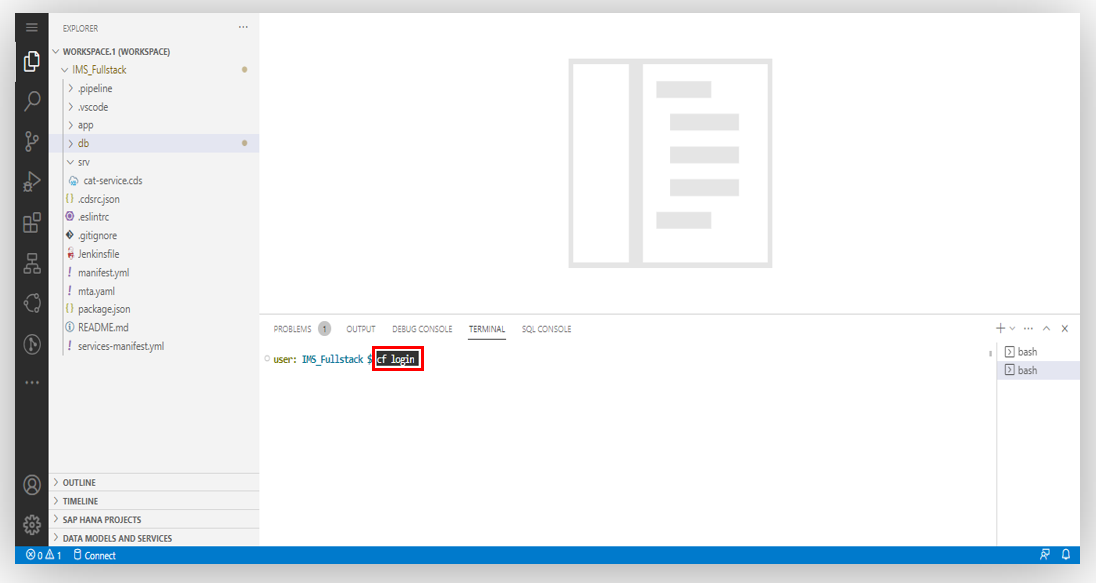 EXPLORER
WORKSPACE.1 (WORKSPACE)
IMS_Fullstack
.pipeline
.vscode
app
db
srv
cat-service.cds
{} .cdsrc.json
.eslintrc
.gitignore
Jenkinsfile
! manifest.yml
! mta.yaml
{} package.json
README.md
! services-manifest.yml
OUTLINE
TIMELINE
SAP HANA PROJECTS
DATA MODELS AND SERVICES
PROBLEMS 1 OUTPUT DEBUG CONSOLE TERMINAL SQL CONSOLE
user: IMS_Fullstack $ cf login
bash
bash
0 1 Connect